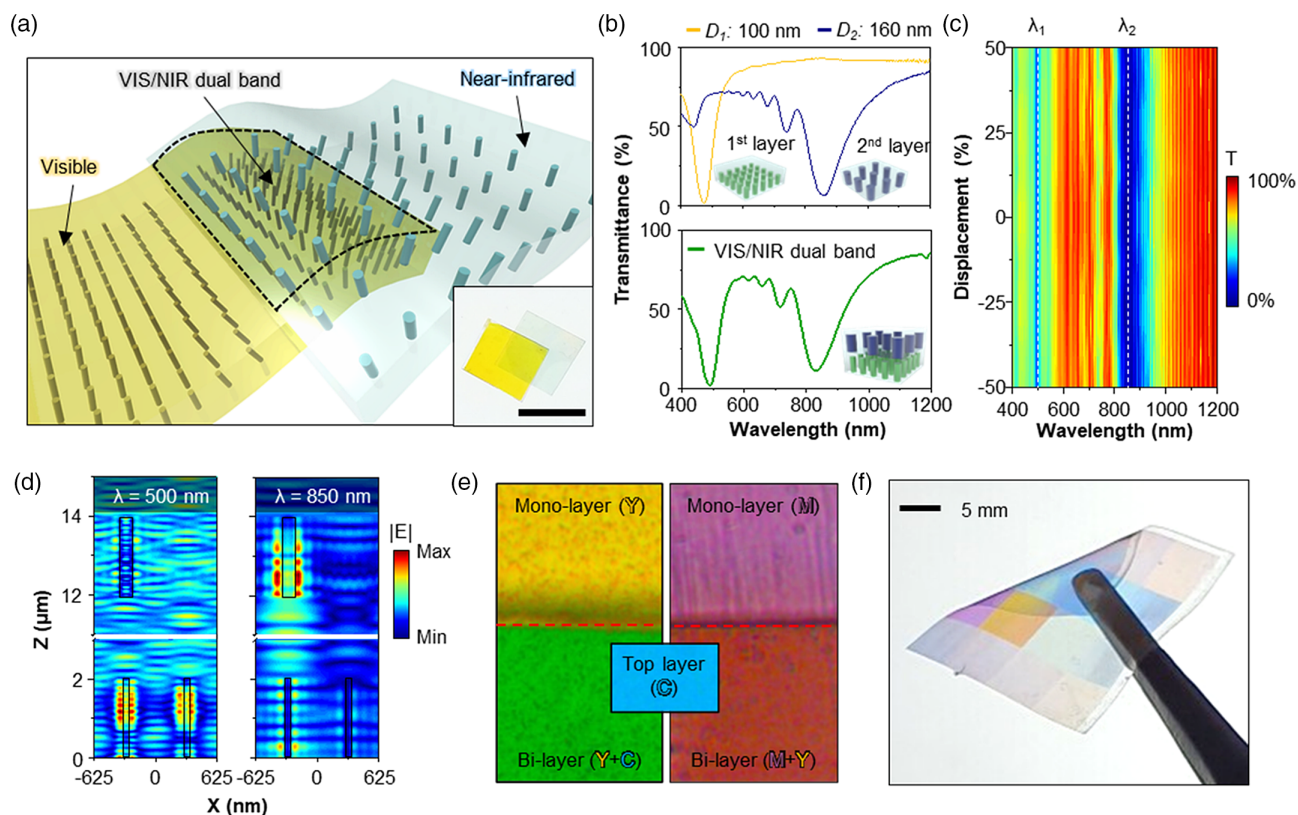 (a)
VIS/NIR dual band
Near-infrared
Visible
(b)
D1: 100 nm
D2: 160 nm
100
50
0
1st layer
2nd layer
Transmittance (%)
VIS/NIR dual band
100
50
0
400
600
800
1000
1200
Wavelength (nm)
(c)
λ1
λ2
50
25
0
-25
-50
Displacement (%)
400
600
800
1000
1200
Wavelength (nm)
T
100%
0%
(d)
λ = 500 nm
λ = 850 nm
14
12
2
0
Z (μm)
-625
0
625
-625
0
625
X (nm)
|E|
Max
Min
(e)
Mono-layer (Y)
Mono-layer (M)
Top layer
(C)
Bi-layer (Y+C)
Bi-layer (M+Y)
(f)
5 mm